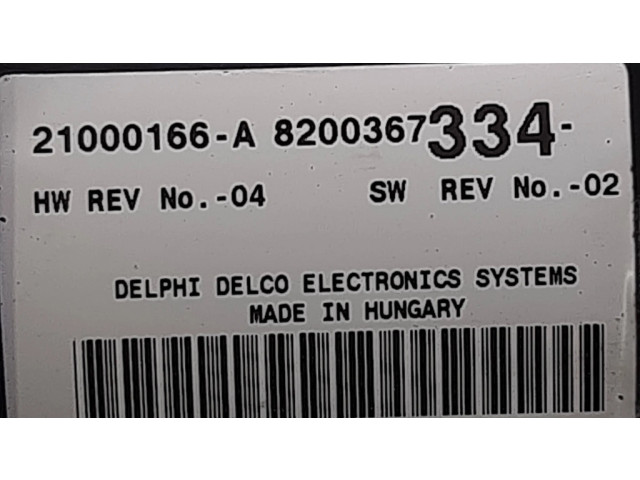 21000166-A 8200367334-
HW REV No.-04 SW REV No.-02
DELPHI DELCO ELECTRONICS SYSTEMS
MADE IN HUNGARY